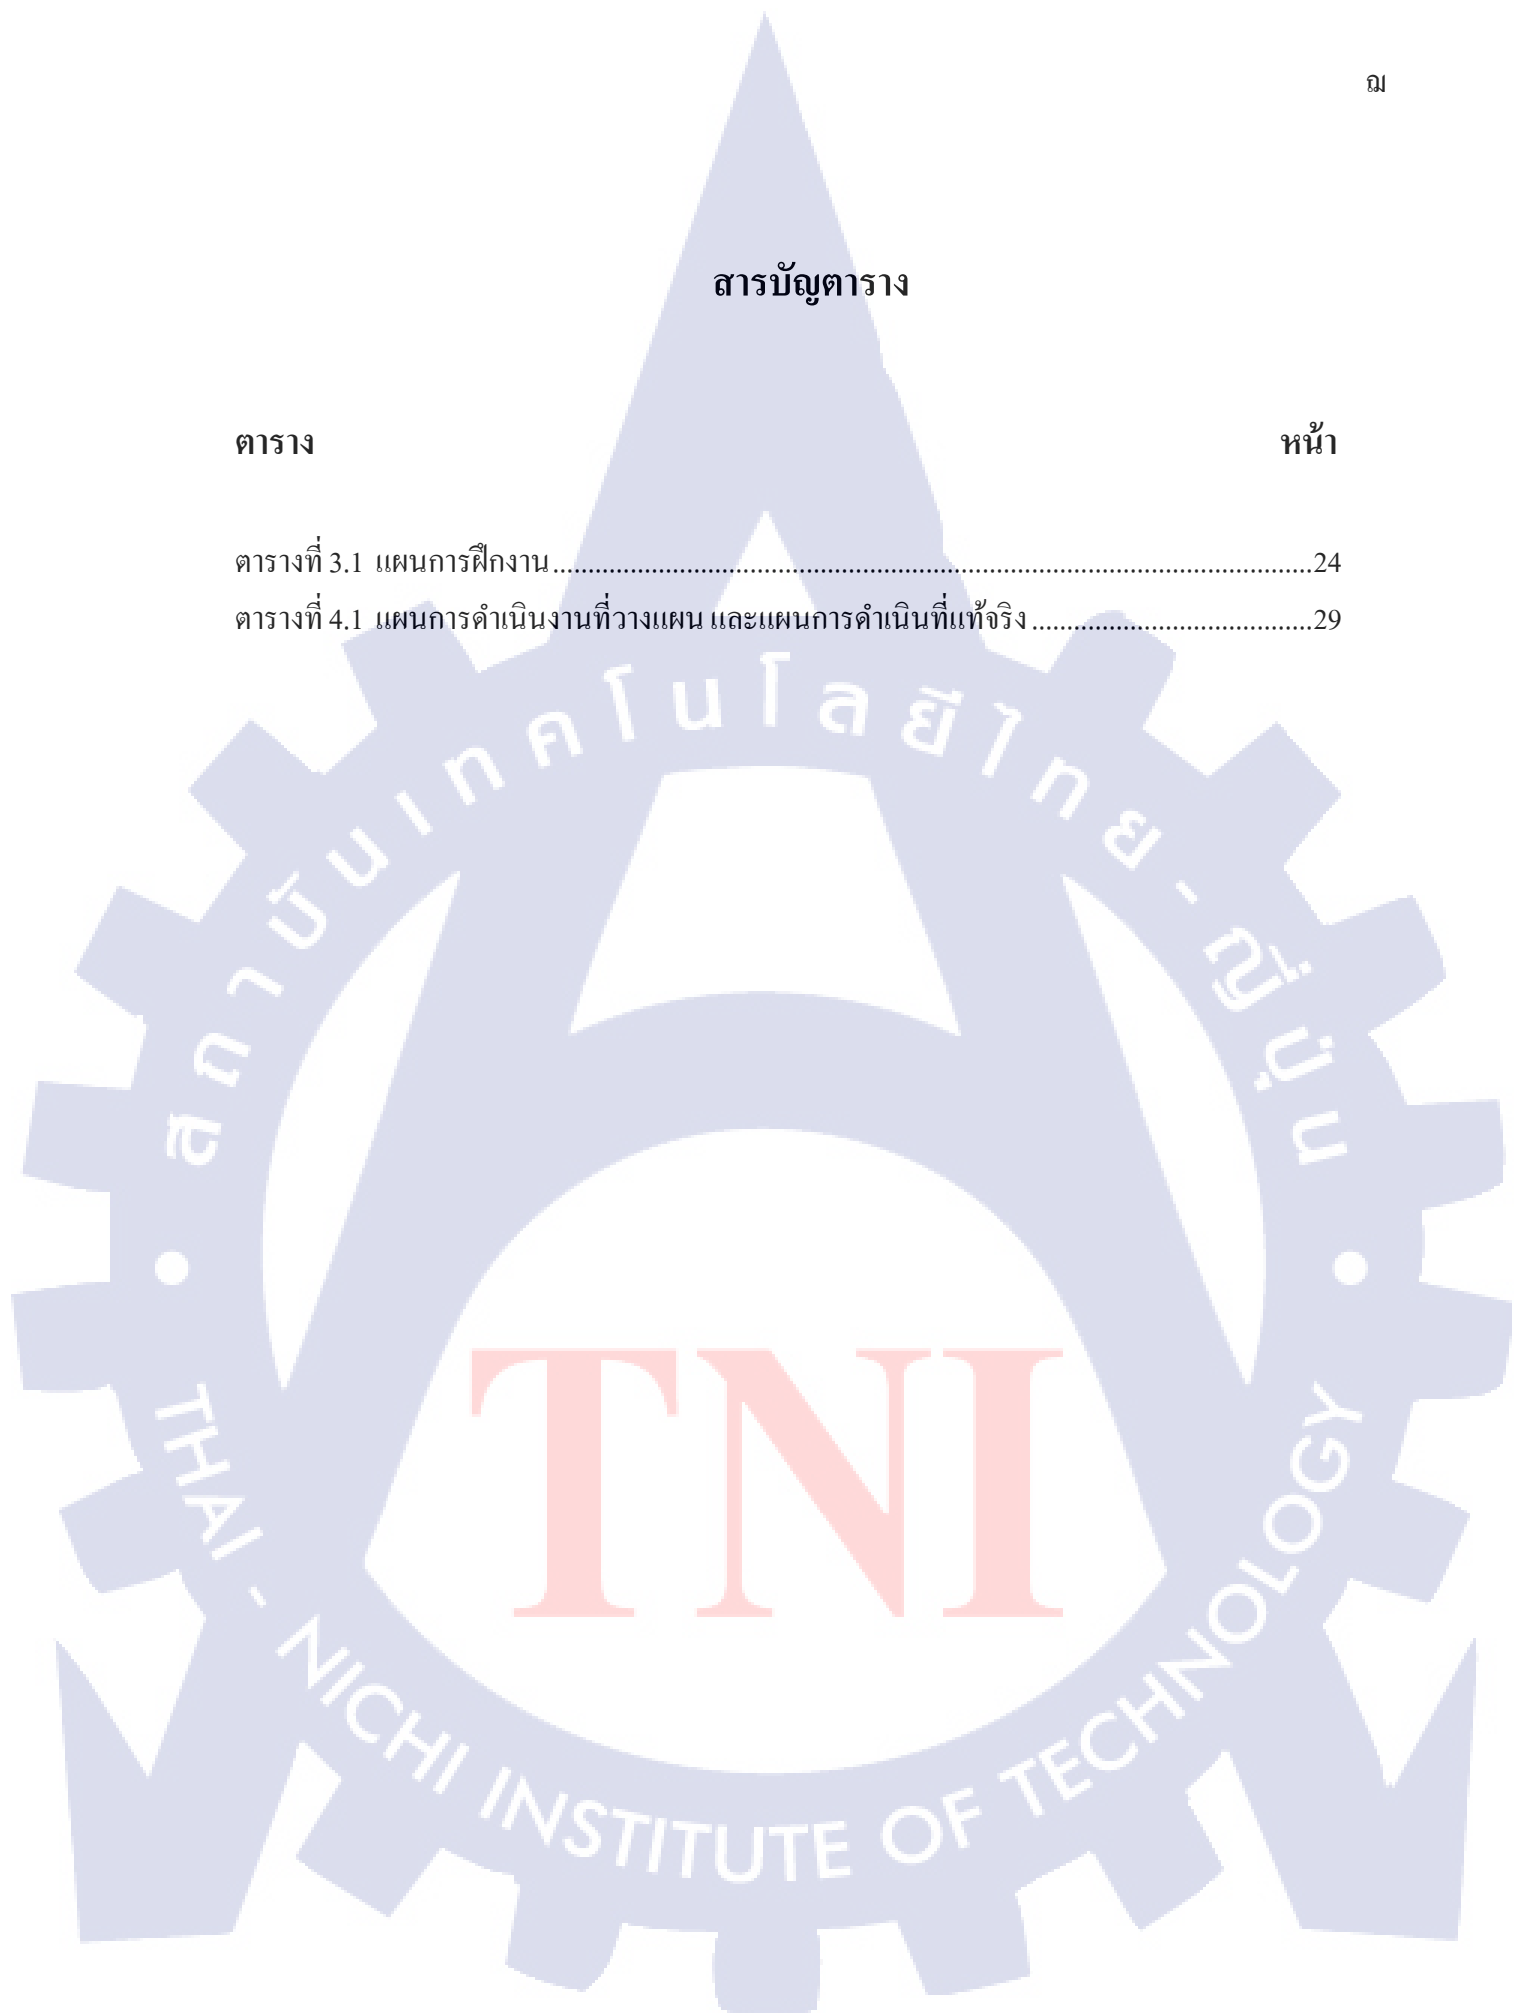 ฌ
สารบัญตาราง
ตาราง หน้า
ตารางที่ 3.1 แผนการฝึกงาน...........................................................................................................24
ตารางที่ 4.1 แผนการดำเนินงานที่วางแผน และแผนการดำเนินที่แท้จริง........................................29
สถาบันเทคโนโลยีไทย-ญี่ปุ่น
TNI
THAI - NICHI INSTITUTE OF TECHNOLOGY